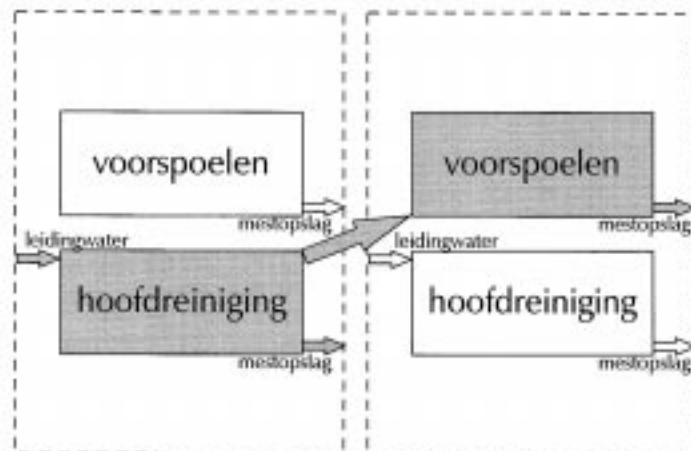 voorspoelen
mestopslag
leidingwater
hoofdreiniging
mestopslag
voorspoelen
mestopslag
leidingwater
hoofdreiniging
mestopslag